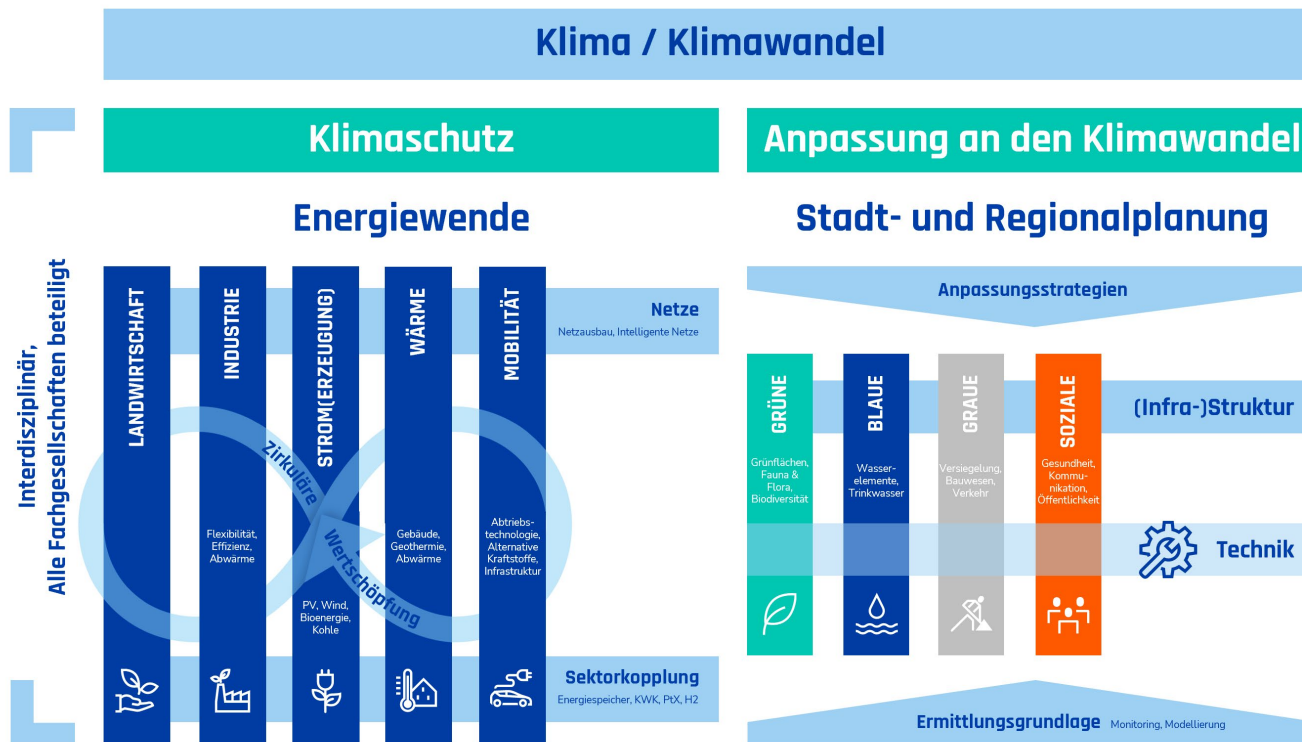 Klima / Klimawandel
Klimaschutz
Anpassung an den Klimawandel
Interdisziplinär,
Alle Fachgesellschaften beteiligt
Energiewende
LANDWIRTSCHAFT
INDUSTRIE
Flexibilität,
Effizienz,
Abwärme
STROM(ERZEUGUNG)
PV, Wind,
Bioenergie,
Kohle
WÄRME
Gebäude,
Geothermie,
Abwärme
MOBILITÄT
Abtriebs-
technologie,
Alternative
Kraftstoffe,
Infrastruktur
Netze
Netzausbau, Intelligente Netze
Zirkuläre
Wertschöpfung
Sektorkopplung
Energiespeicher, KWK, PtX, H2
Stadt- und Regionalplanung
Anpassungsstrategien
GRÜNE
Grünflächen,
Fauna &
Flora,
Biodiversität
BLAUE
Wasser-
elemente,
Trinkwasser
GRAUE
Versiegelung,
Bauwesen,
Verkehr
SOZIALE
Gesundheit,
Kommu-
nikation,
Öffentlichkeit
(Infra-)Struktur
Technik
Ermittlungsgrundlage Monitoring, Modellierung